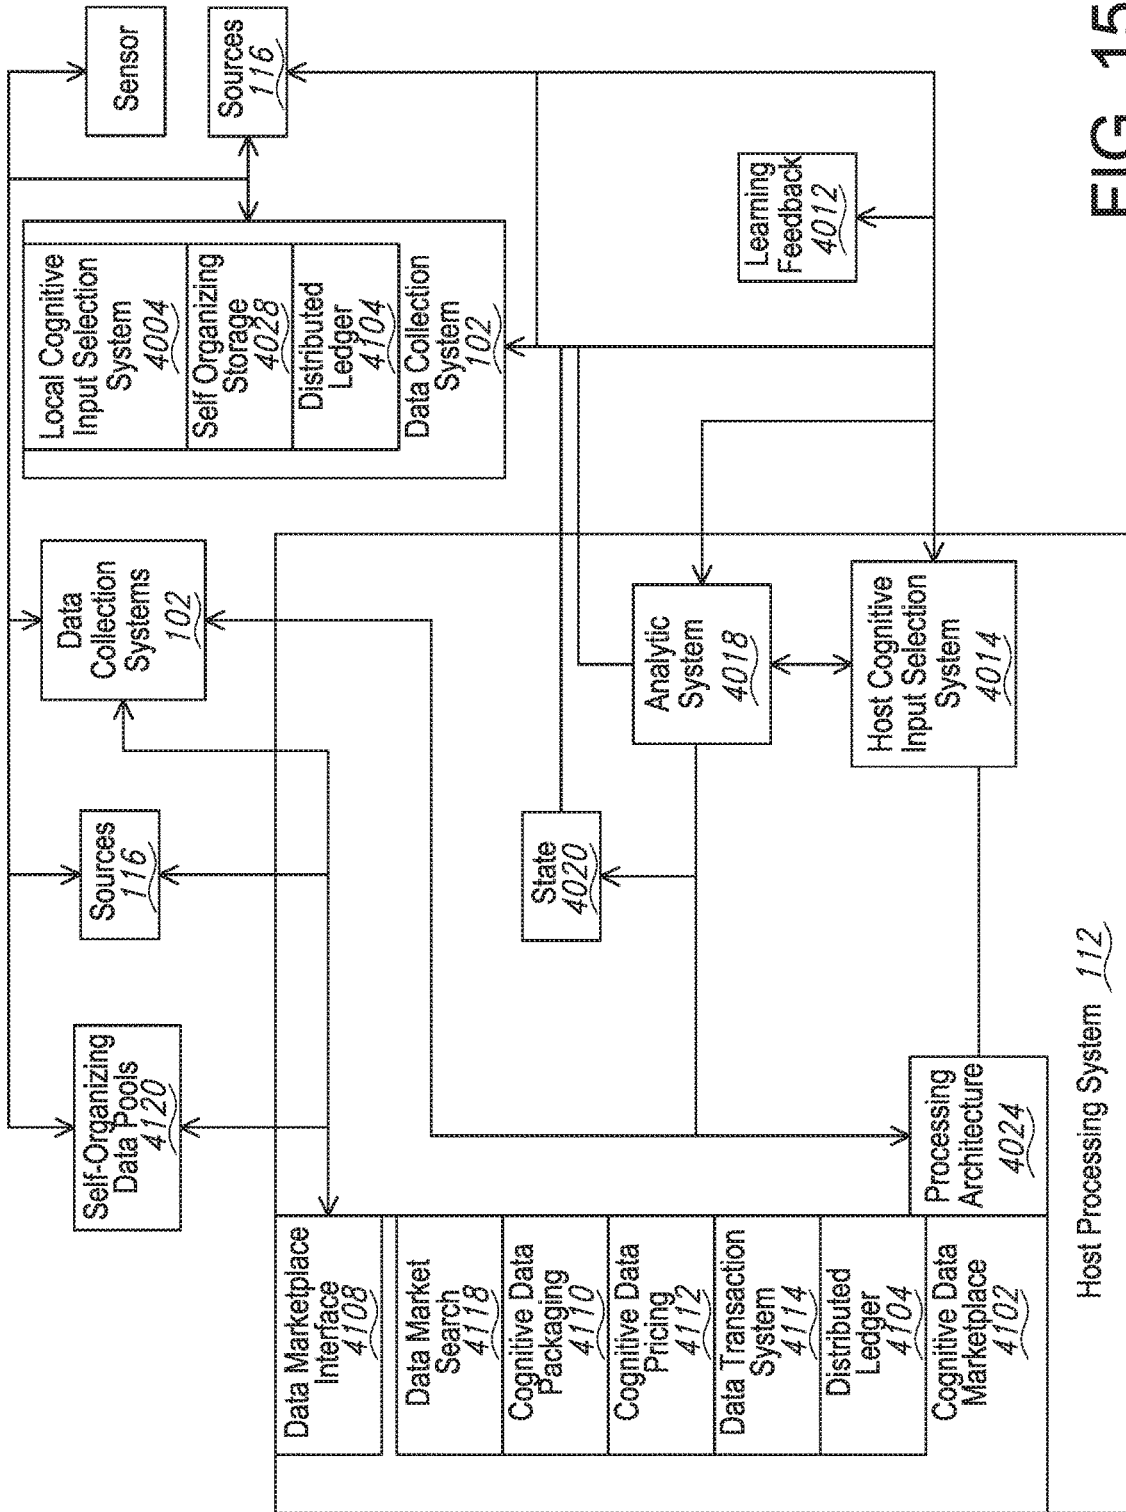 Self-Organizing
Data Pools
4120
Sources
116
Data
Collection
Systems
102
Local Cognitive
Input Selection
System
4004
Self Organizing
Storage
4028
Distributed
Ledger
4104
Data Collection
System
102
Sensor
Sources
116
Data Marketplace
Interface
4108
Data Market
Search
4118
Cognitive Data
Packaging
4110
Cognitive Data
Pricing
4112
Data Transaction
System
4114
Distributed
Ledger
4104
Cognitive Data
Marketplace
4102
State
4020
Analytic
System
4018
Learning
Feedback
4012
Host Cognitive
Input Selection
System
4014
Processing
Architecture
4024
Host Processing System 112
FIG. 15